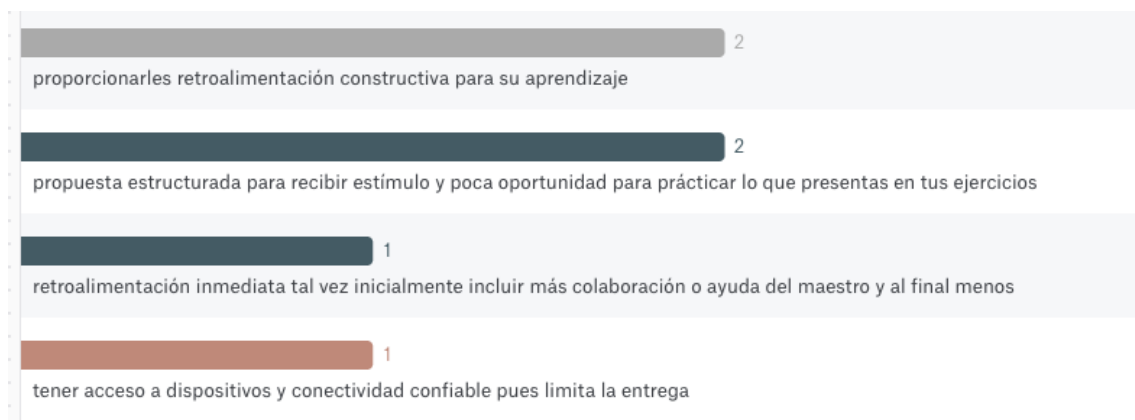 2
proporcionarles retroalimentación constructiva para su aprendizaje
2
propuesta estructurada para recibir estímulo y poca oportunidad para prácticar lo que presentas en tus ejercicios
1
retroalimentación inmediata tal vez inicialmente incluir más colaboración o ayuda del maestro y al final menos
1
tener acceso a dispositivos y conectividad confiable pues limita la entrega